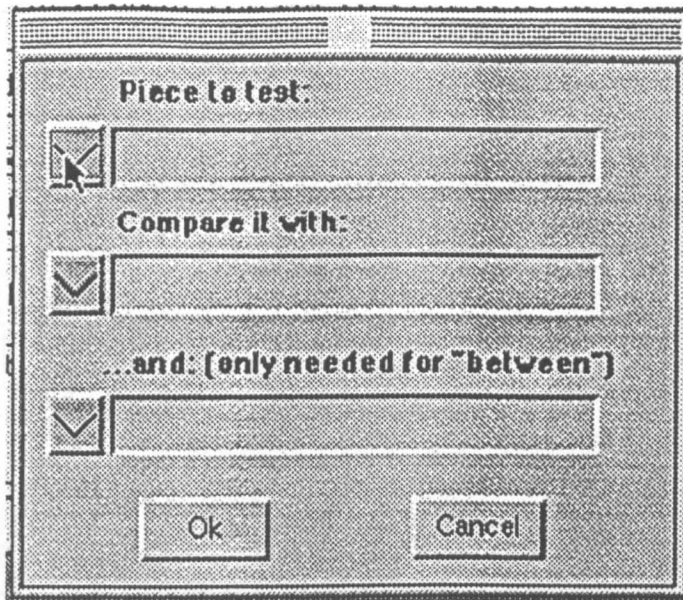 Piece to test:
Compare it with:
...and: (only needed for "between")
Ok Cancel